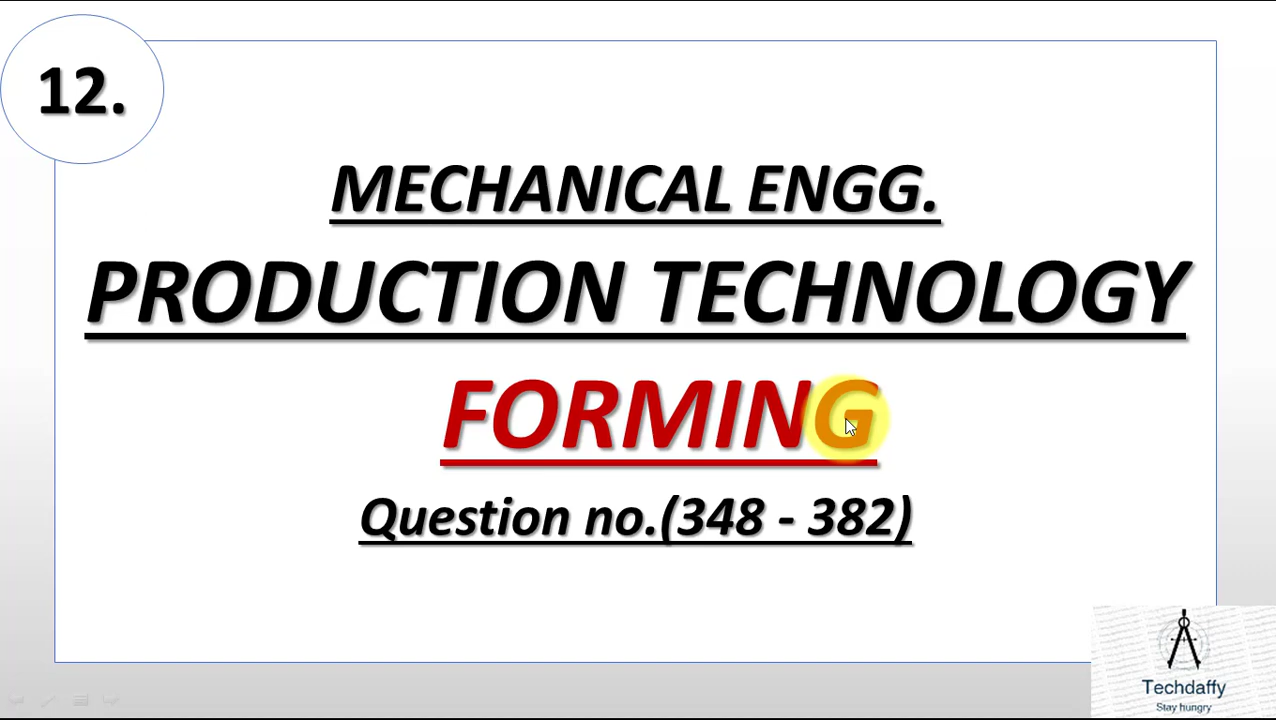 12.
MECHANICAL ENGG.
PRODUCTION TECHNOLOGY
FORMING
Question no.(348 - 382)
Techdaffy
Stay hungry